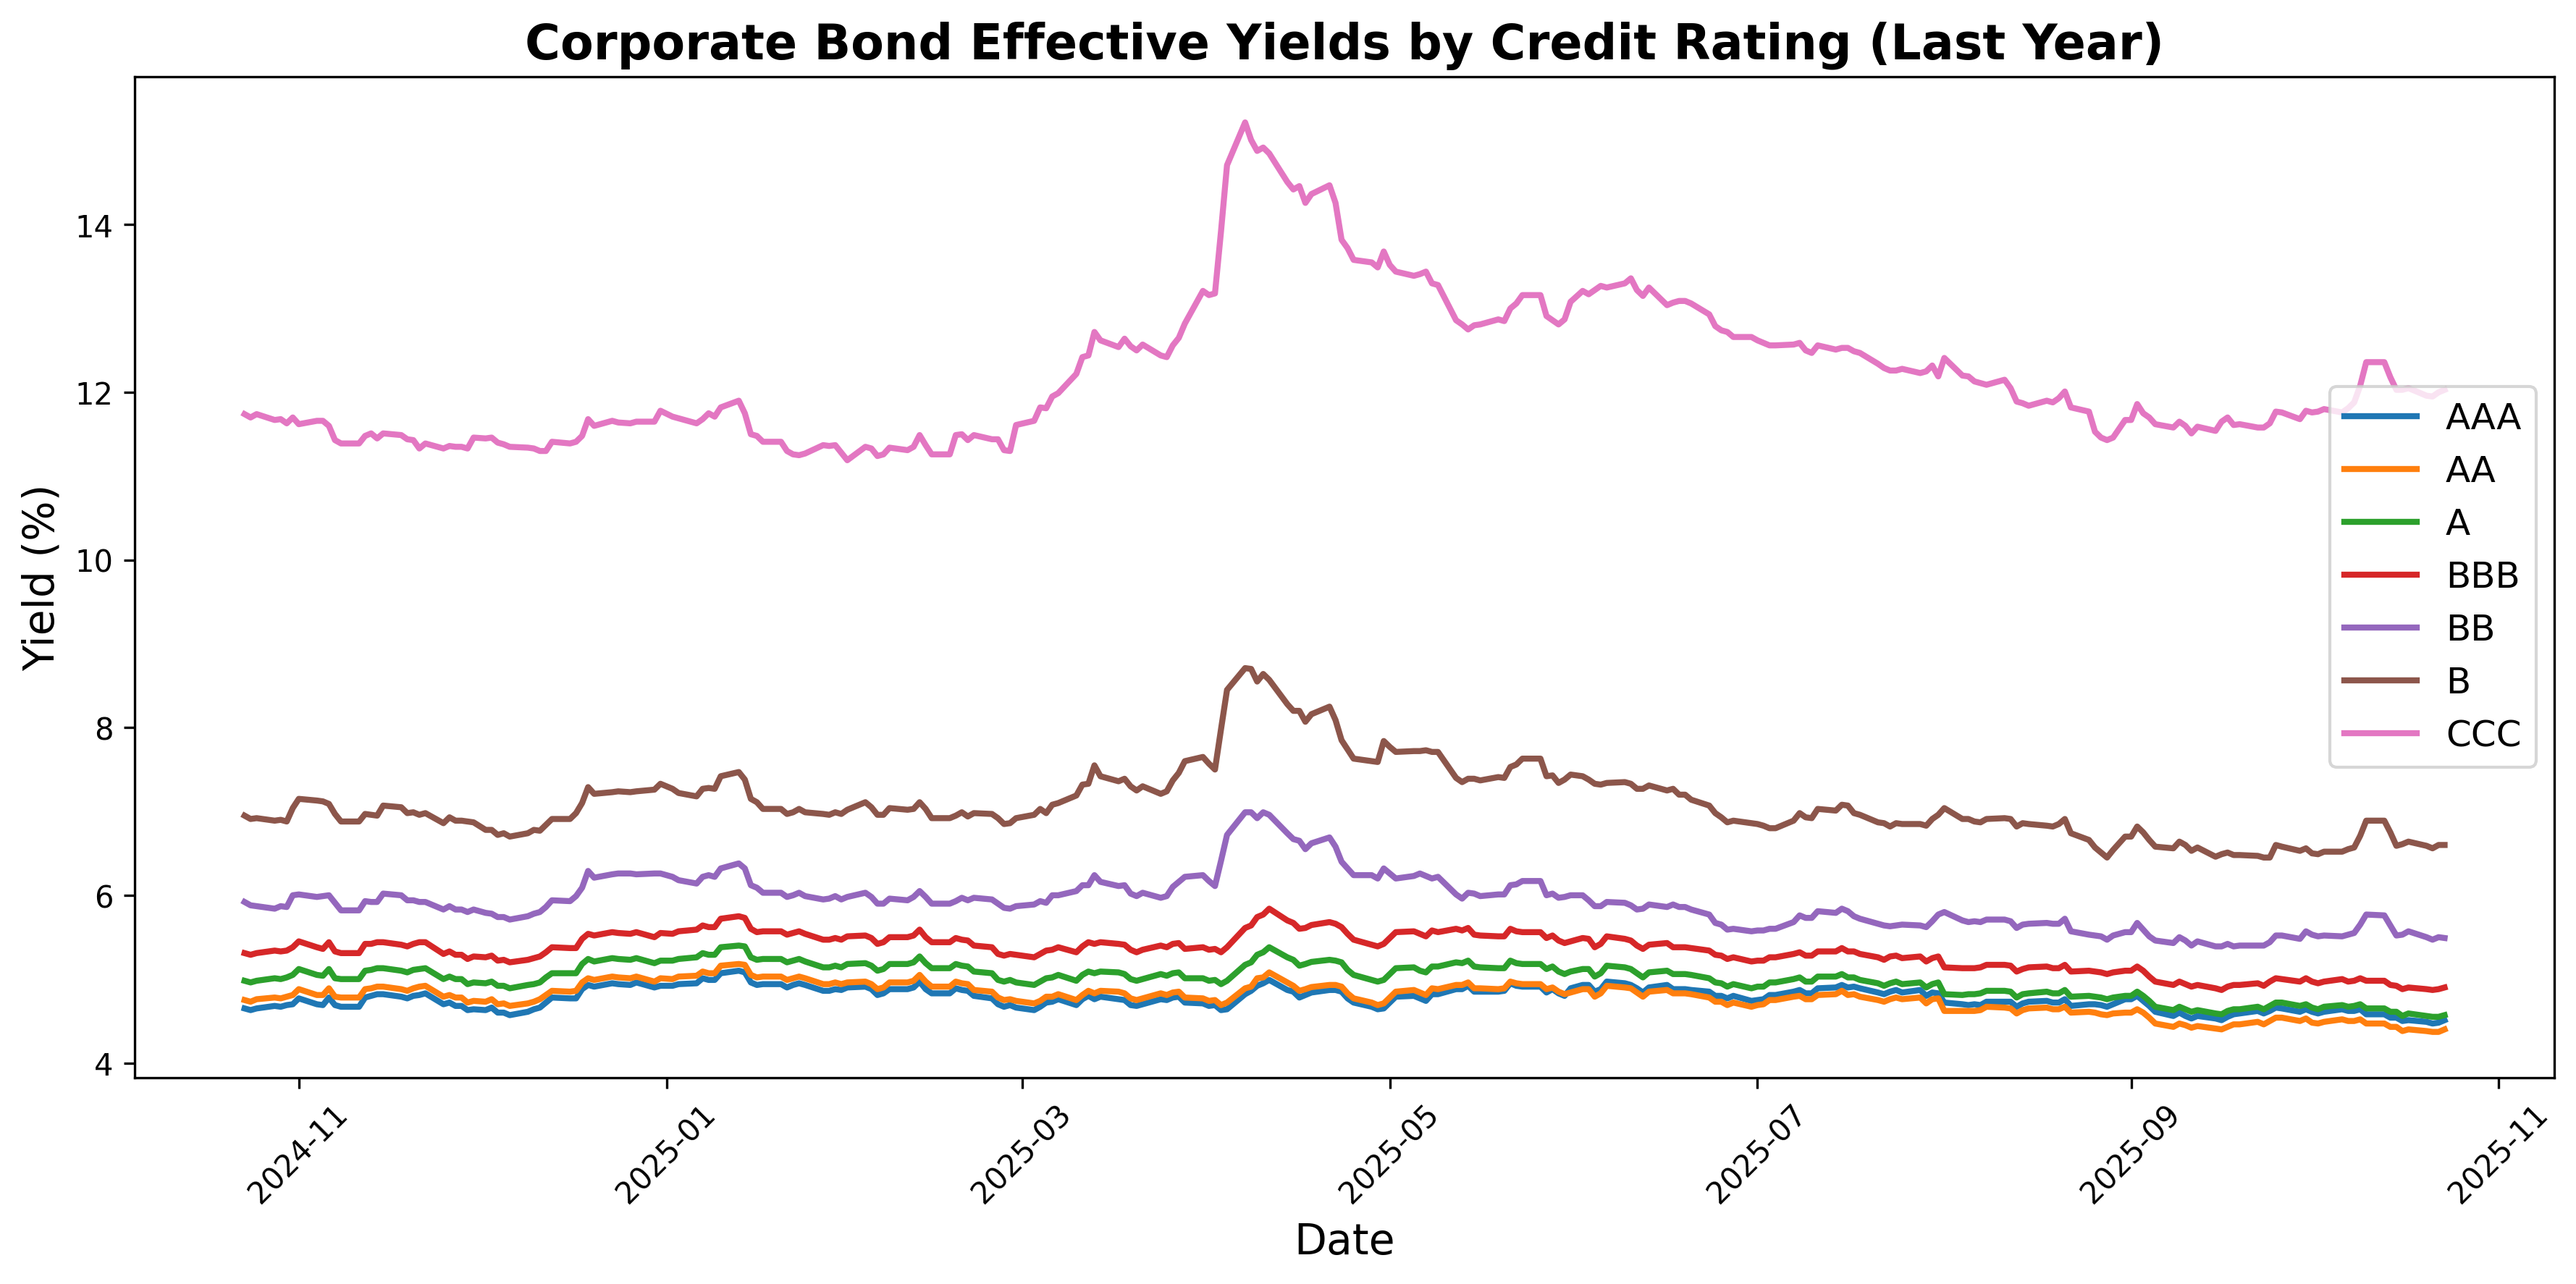 Corporate Bond Effective Yields by Credit Rating (Last Year)
Yield (%)
14
12
10
8
6
4
AAA
AA
A
BBB
BB
B
CCC
2024-11
2025-01
2025-03
2025-05
2025-07
2025-09
2025-11
Date